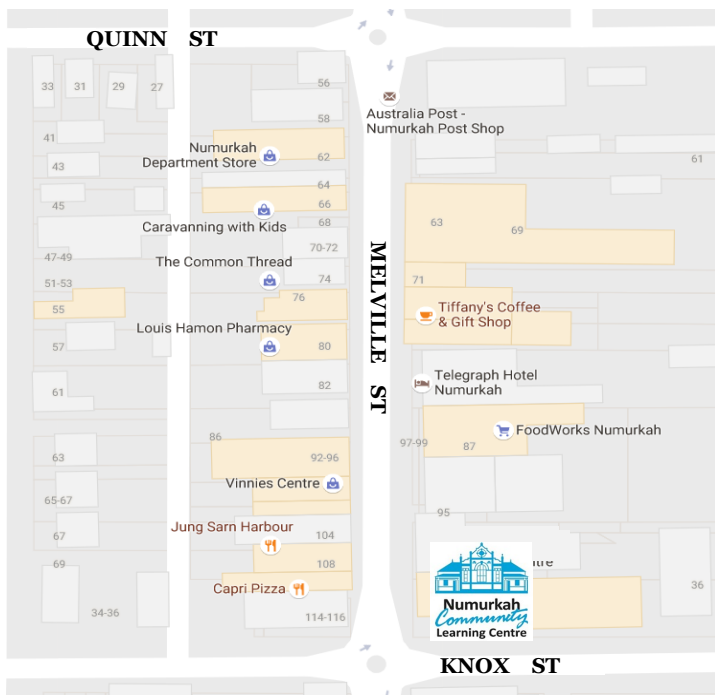 QUINN ST
33
31
29
27
56
58
Australia Post -
Numurkah Post Shop
41
43
45
Numurkah
Department Store
62
64
66
68
61
Caravanning with Kids
63
69
47-49
70-72
The Common Thread
74
71
51-53
55
76
Tiffany's Coffee
& Gift Shop
57
Louis Hamon Pharmacy
80
MELVILLE ST
61
82
Telegraph Hotel
Numurkah
86
63
92-96
97-99
87
FoodWorks Numurkah
Vinnies Centre
65-67
95
67
Jung Sarn Harbour
104
69
108
Capri Pizza
34-36
114-116
36
Numurkah
Community
Learning Centre
KNOX ST